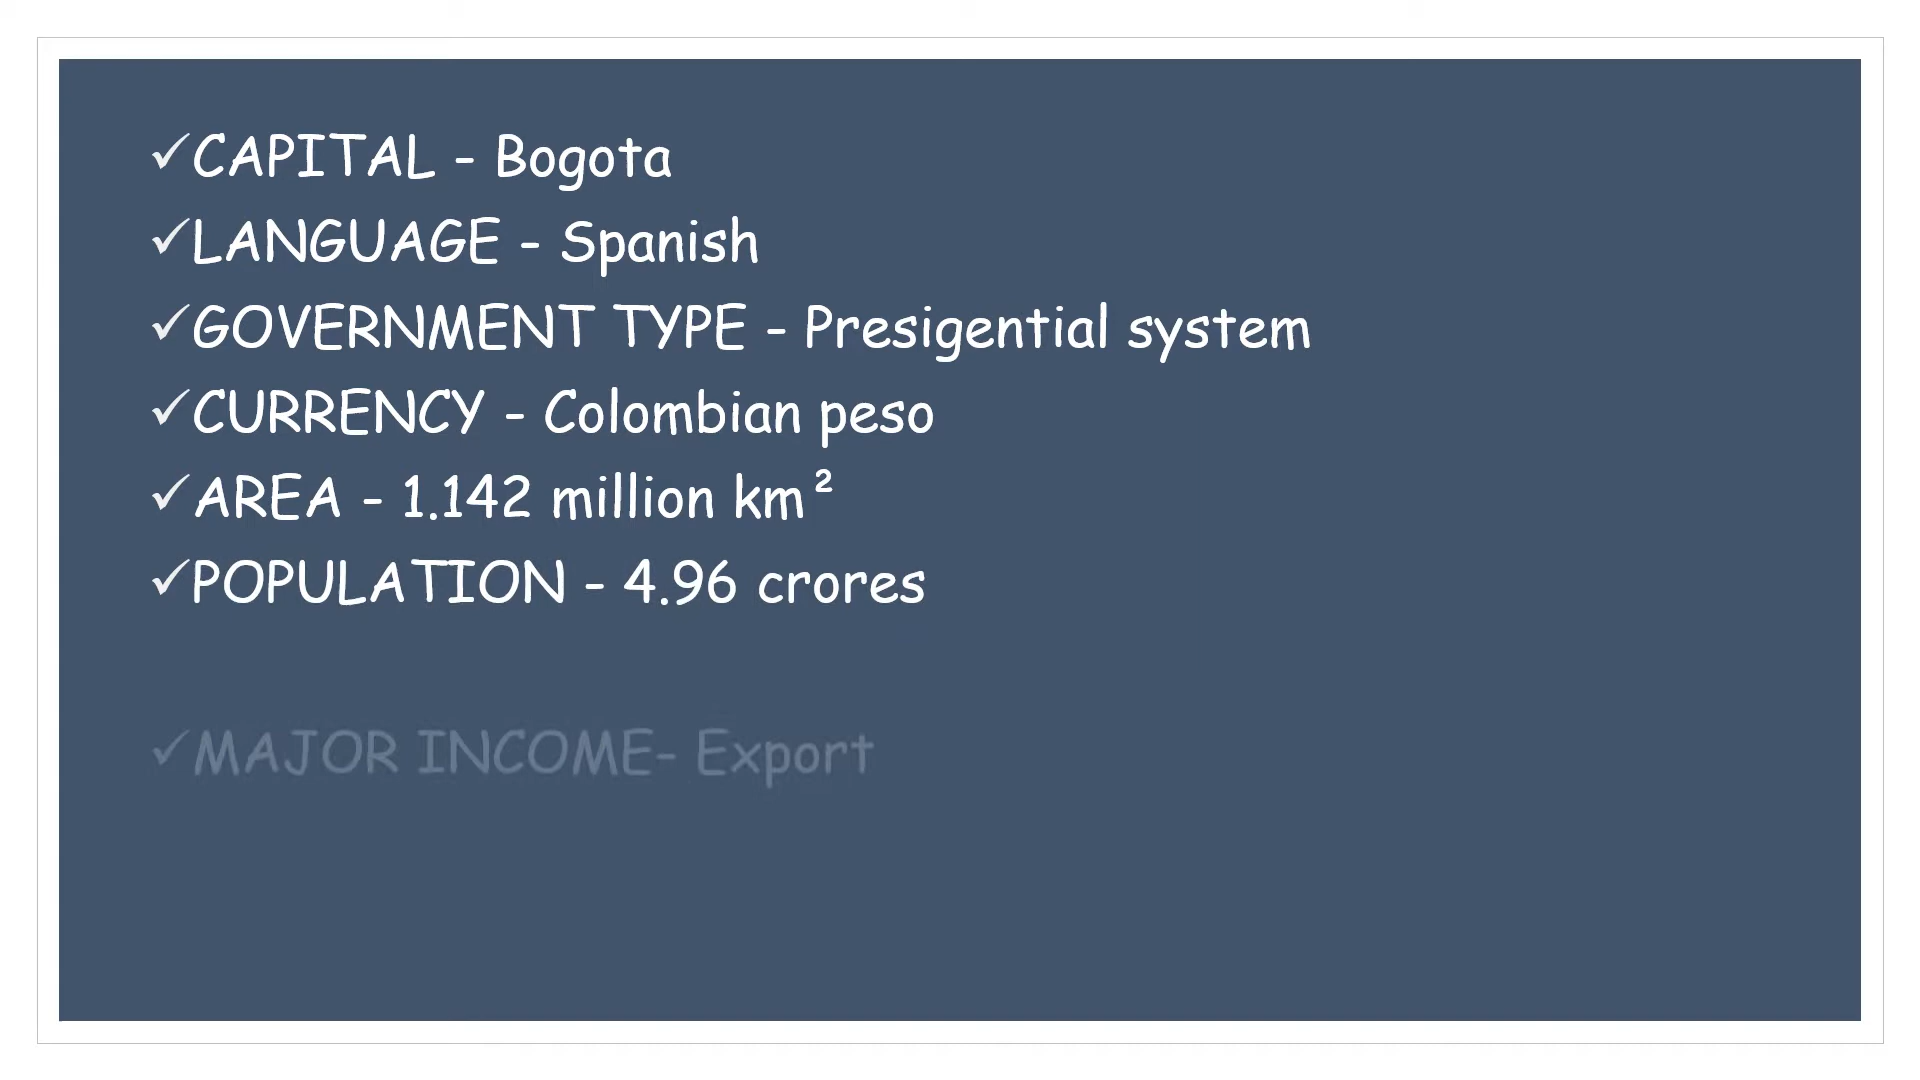 ✓CAPITAL - Bogota
✓LANGUAGE - Spanish
✓GOVERNMENT TYPE - Presigential system
✓CURRENCY - Colombian peso
✓AREA - 1.142 million km²
✓POPULATION - 4.96 crores
✓MAJOR INCOME- Export